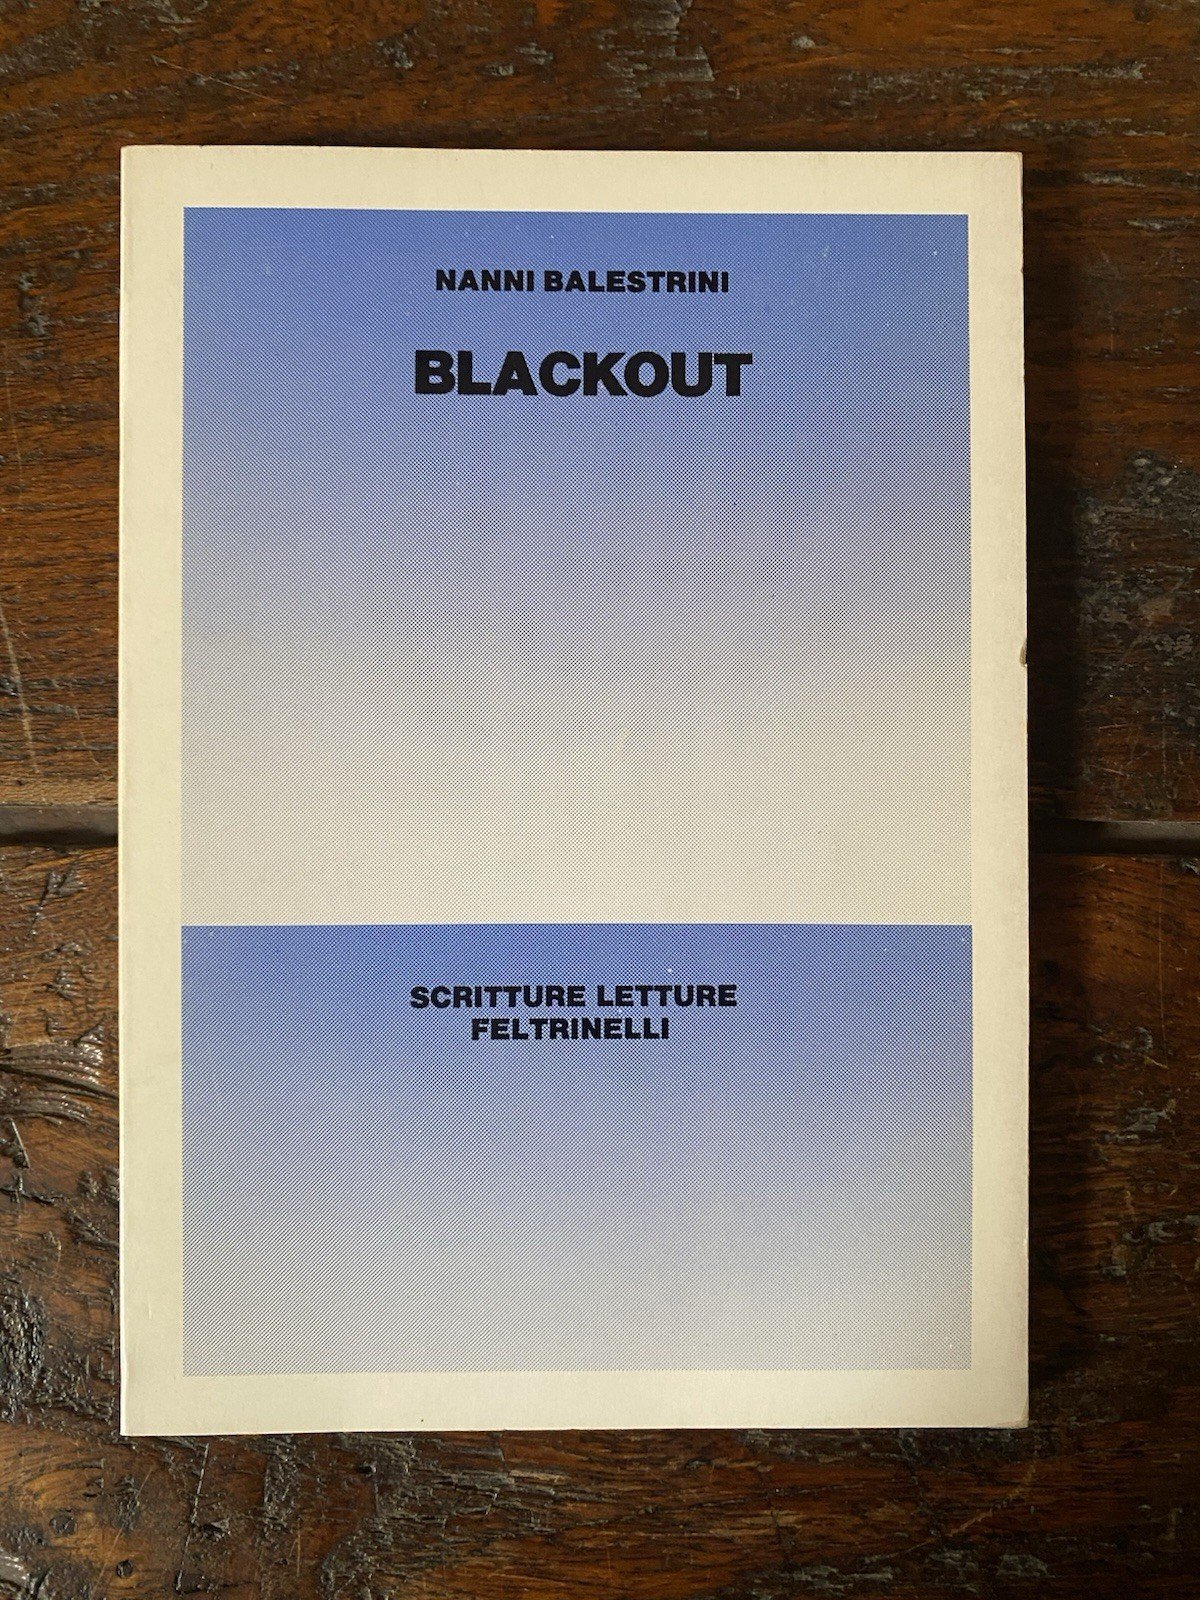 NANNI BALESTRINI
BLACKOUT
SCRITTURE LETTURE
FELTRINELLI